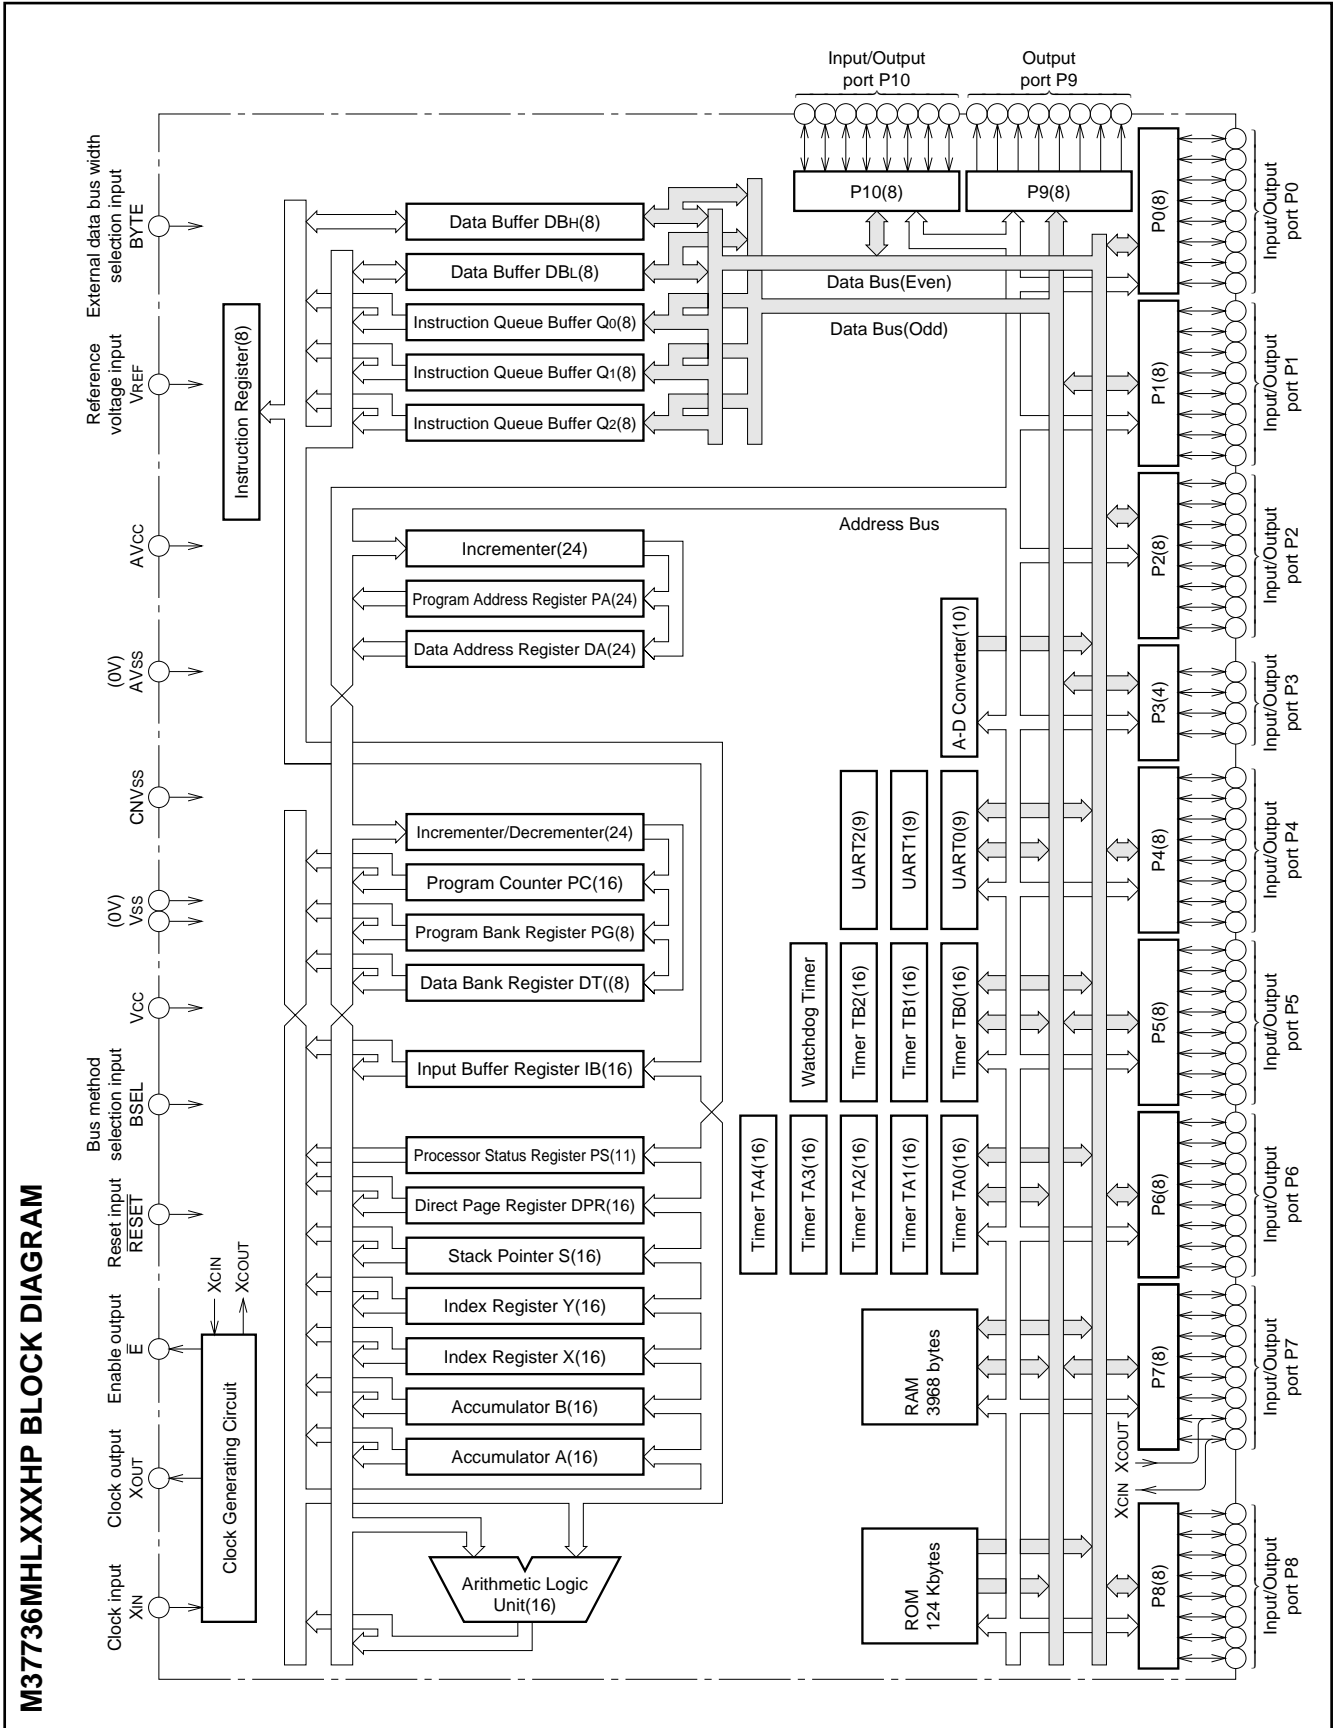 M37736MHLXXXHP BLOCK DIAGRAM
Clock input
XIN
Clock output
XOUT
Enable output
E
Reset input
RESET
Bus method
selection input
BSEL
VCC
(0V)
VSS
CNVSS
(0V)
AVSS
AVCC
Reference
voltage input
VREF
External data bus width
selection input
BYTE
Clock Generating Circuit
XCIN
XCOUT
Instruction Register(8)
Arithmetic Logic
Unit(16)
Accumulator A(16)
Accumulator B(16)
Index Register X(16)
Index Register Y(16)
Stack Pointer S(16)
Direct Page Register DPR(16)
Processor Status Register PS(11)
Input Buffer Register IB(16)
Data Bank Register DT((8)
Program Bank Register PG(8)
Program Counter PC(16)
Incrementer/Decrementer(24)
Data Address Register DA(24)
Program Address Register PA(24)
Incrementer(24)
Instruction Queue Buffer Q2(8)
Instruction Queue Buffer Q1(8)
Instruction Queue Buffer Q0(8)
Data Buffer DBL(8)
Data Buffer DBH(8)
Data Bus(Even)
Data Bus(Odd)
Address Bus
ROM
124 Kbytes
RAM
3968 bytes
Timer TA4(16)
Timer TA3(16)
Timer TA2(16)
Timer TA1(16)
Timer TA0(16)
Watchdog Timer
Timer TB2(16)
Timer TB1(16)
Timer TB0(16)
UART2(9)
UART1(9)
UART0(9)
A-D Converter(10)
P10(8)
P9(8)
Input/Output
port P10
Output
port P9
XCIN
XCOUT
P8(8)
P7(8)
P6(8)
P5(8)
P4(8)
P3(4)
P2(8)
P1(8)
P0(8)
Input/Output
port P8
Input/Output
port P7
Input/Output
port P6
Input/Output
port P5
Input/Output
port P4
Input/Output
port P3
Input/Output
port P2
Input/Output
port P1
Input/Output
port P0